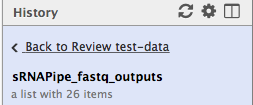 History
Back to Review test-data
sRNAPipe_fastq_outputs
a list with 26 items